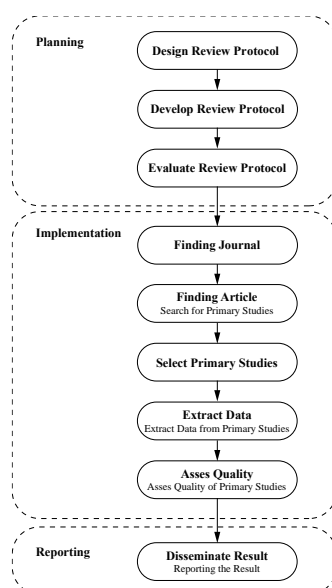 Planning
Design Review Protocol
Develop Review Protocol
Evaluate Review Protocol
Implementation
Finding Journal
Finding Article
Search for Primary Studies
Select Primary Studies
Extract Data
Extract Data from Primary Studies
Asses Quality
Asses Quality of Primary Studies
Reporting
Disseminate Result
Reporting the Result